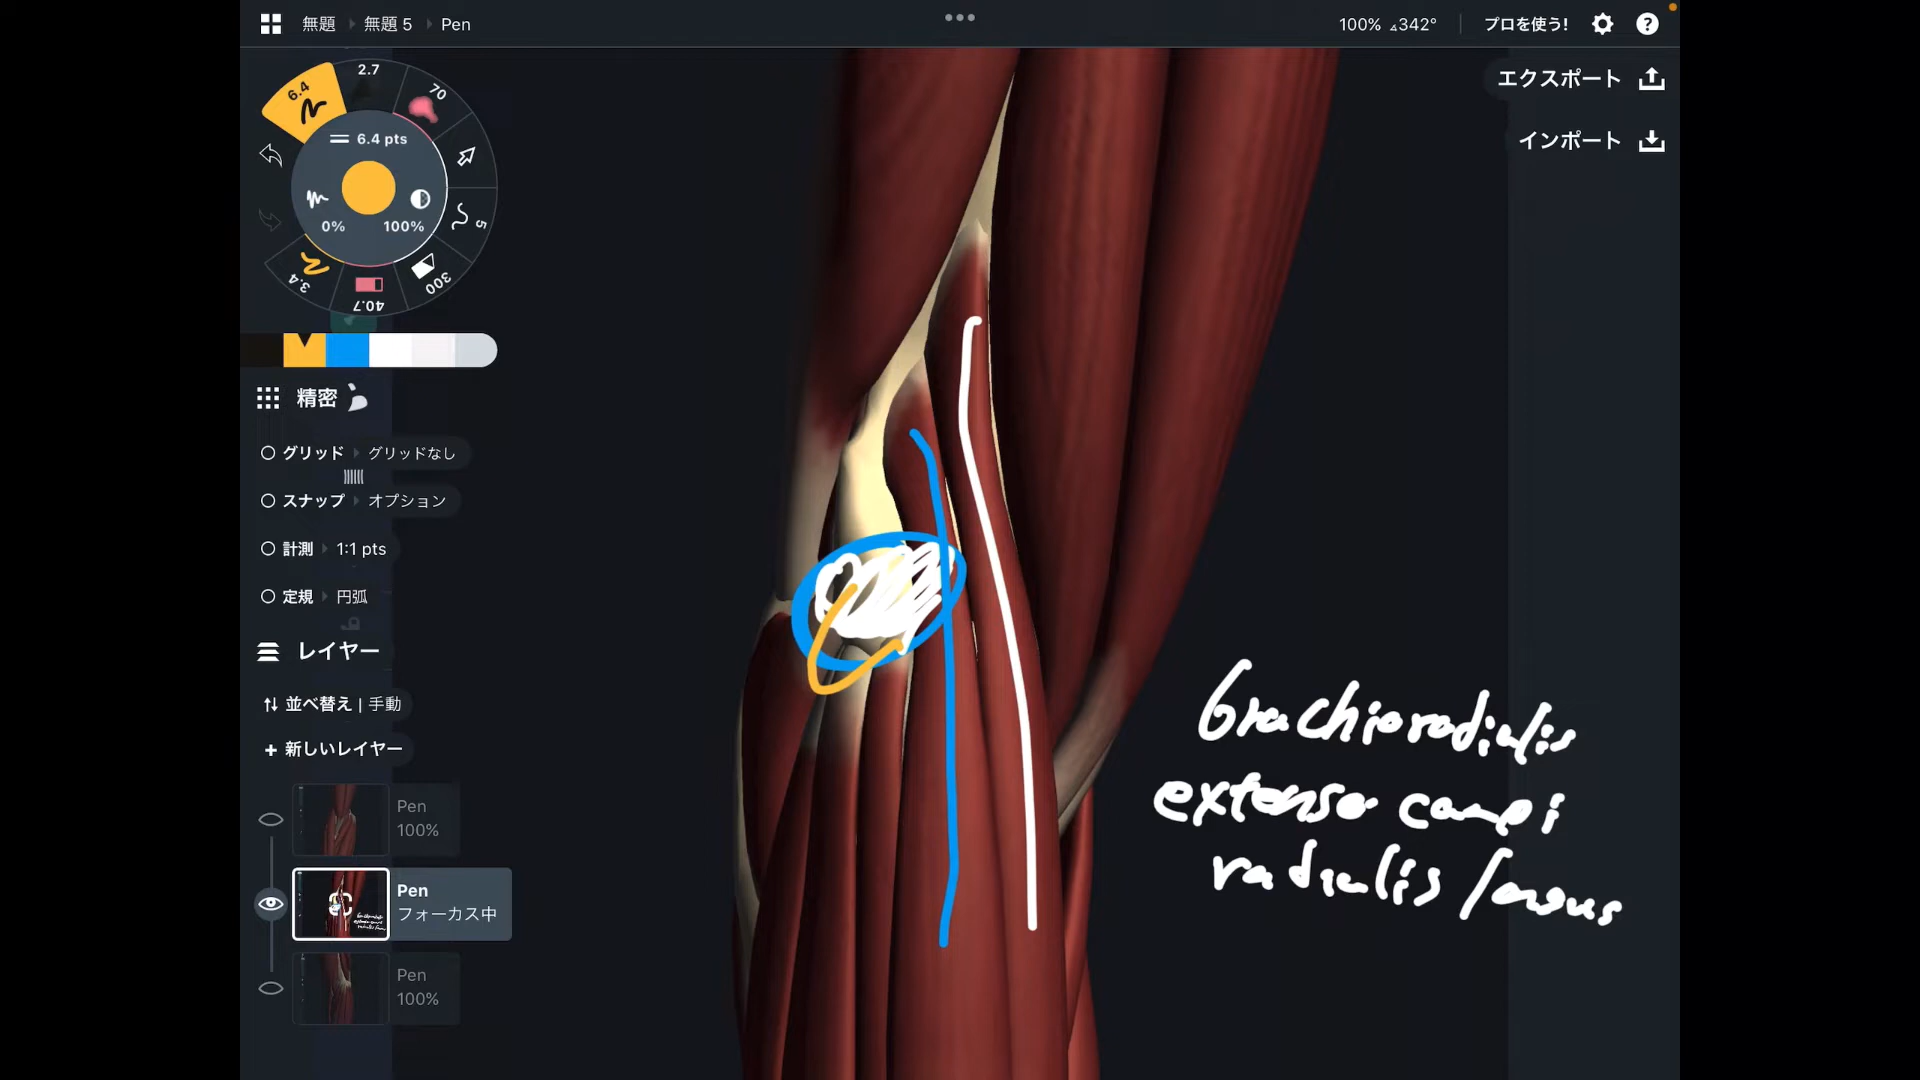 無題 無題 5 Pen
100% ⊿342° プロを使う!
エクスポート
インポート
2.7
6.4
70
6.4 pts
5
0% 100%
3.4
40.7
300
精密
グリッド グリッドなし
スナップ オプション
計測 1:1 pts
定規 円弧
レイヤー
並べ替え | 手動
+ 新しいレイヤー
Pen
100%
Pen
フォーカス中
Pen
100%
brachioradialis
extensor carpi
radialis